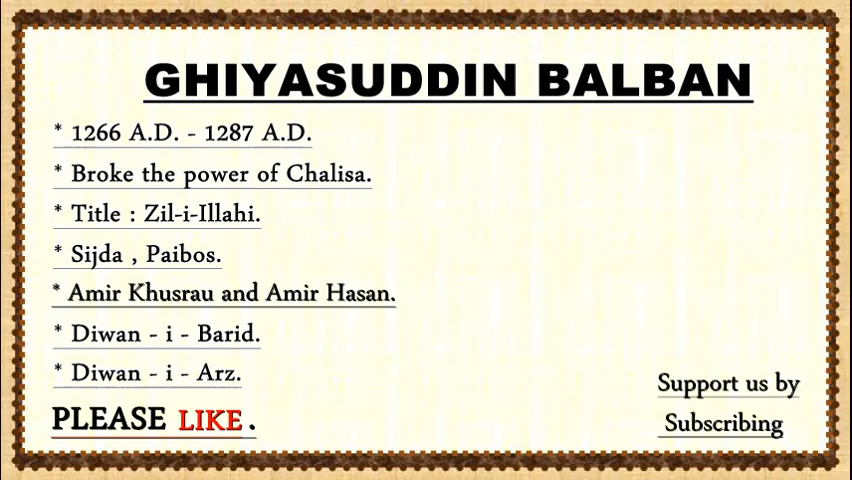 GHIYASUDDIN BALBAN
* 1266 A.D. - 1287 A.D.
* Broke the power of Chalisa.
* Title : Zil-i-Illahi.
* Sijda , Paibos.
* Amir Khusrau and Amir Hasan.
* Diwan - i - Barid.
* Diwan - i - Arz.
PLEASE LIKE .
Support us by
Subscribing